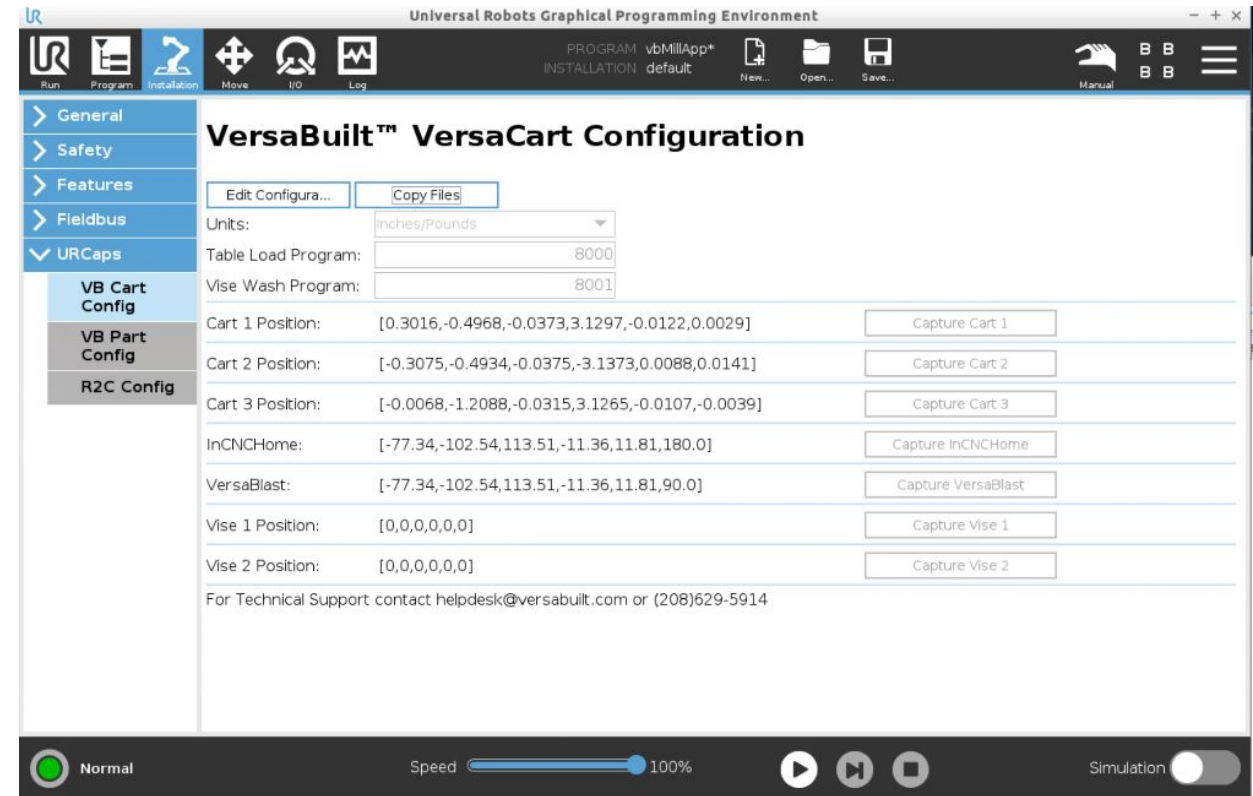 UR Universal Robots Graphical Programming Environment
Run Program Installation Move I/O Log
PROGRAM vbMillApp*
INSTALLATION default
New... Open... Save...
Manual
B B
B B
General
Safety
Features
Fieldbus
URCaps
VB Cart
Config
VB Part
Config
R2C Config
VersaBuilt™ VersaCart Configuration
Edit Configura... Copy Files
Units: Inches/Pounds
Table Load Program: 8000
Vise Wash Program: 8001
Cart 1 Position: [0.3016,-0.4968,-0.0373,3.1297,-0.0122,0.0029] Capture Cart 1
Cart 2 Position: [-0.3075,-0.4934,-0.0375,-3.1373,0.0088,0.0141] Capture Cart 2
Cart 3 Position: [-0.0068,-1.2088,-0.0315,3.1265,-0.0107,-0.0039] Capture Cart 3
InCNCHome: [-77.34,-102.54,113.51,-11.36,11.81,180.0] Capture InCNCHome
VersaBlast: [-77.34,-102.54,113.51,-11.36,11.81,90.0] Capture VersaBlast
Vise 1 Position: [0,0,0,0,0,0] Capture Vise 1
Vise 2 Position: [0,0,0,0,0,0] Capture Vise 2
For Technical Support contact helpdesk@versabuilt.com or (208)629-5914
Normal Speed 100% Simulation